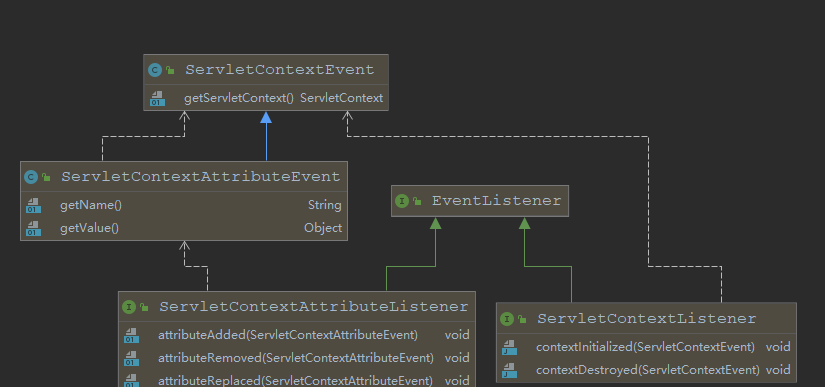 ServletContextEvent
getServletContext() ServletContext
ServletContextAttributeEvent
getName() String
getValue() Object
EventListener
ServletContextAttributeListener
attributeAdded(ServletContextAttributeEvent) void
attributeRemoved(ServletContextAttributeEvent) void
attributeReplaced(ServletContextAttributeEvent) void
ServletContextListener
contextInitialized(ServletContextEvent) void
contextDestroyed(ServletContextEvent) void